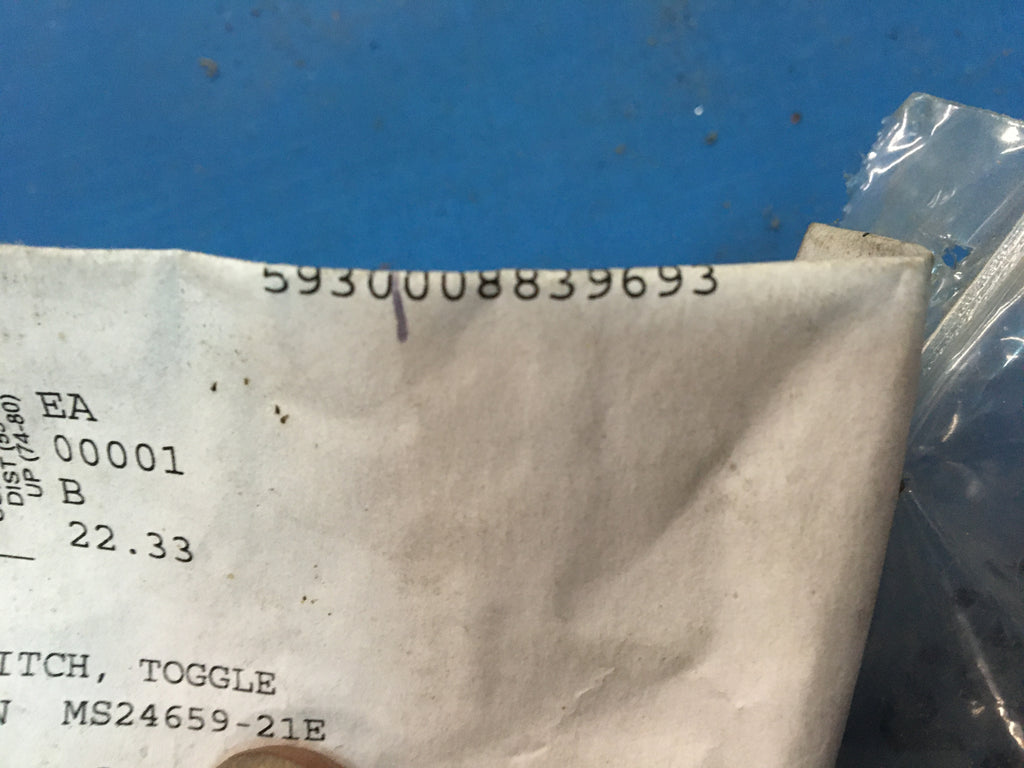 5930008839693
EA
00001
B
22.33
DIST
UP (74.80)
ITCH, TOGGLE
MS24659-21E